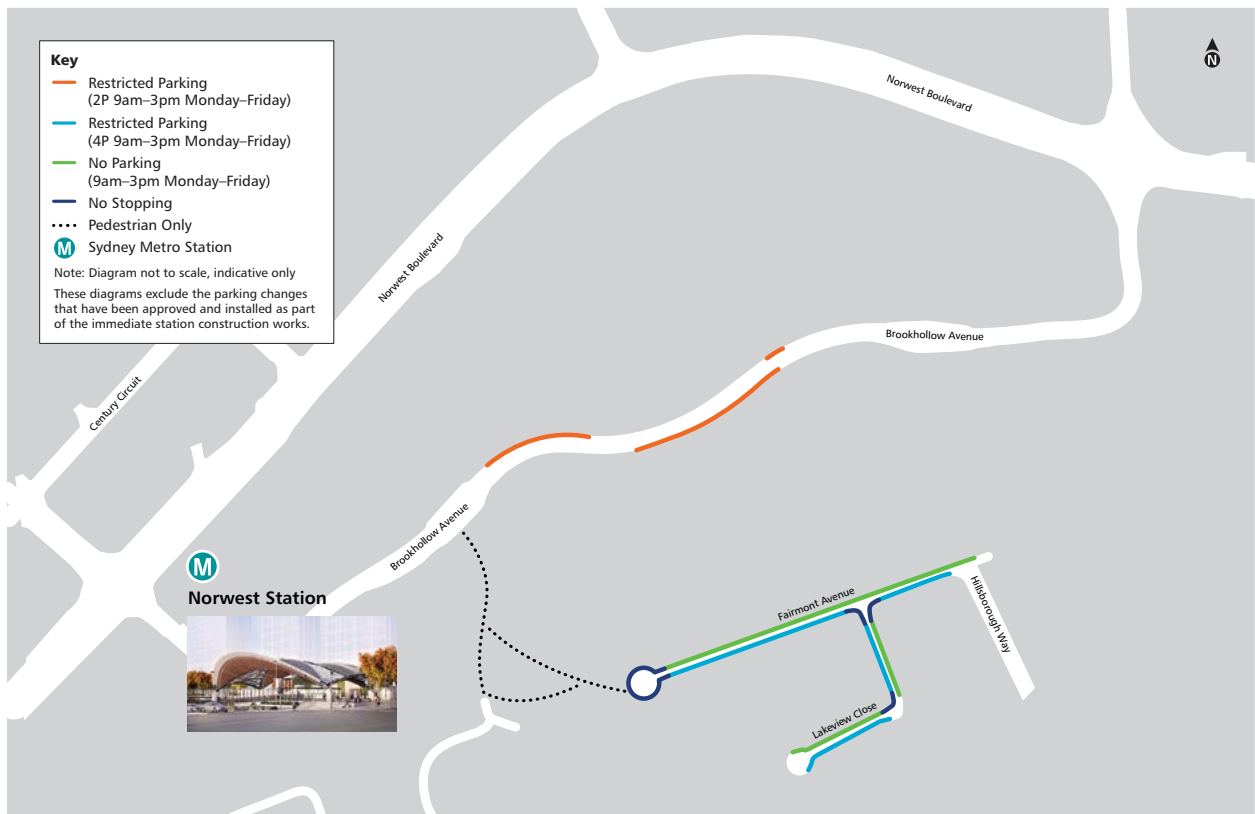 Key
Restricted Parking
(2P 9am–3pm Monday–Friday)
Restricted Parking
(4P 9am–3pm Monday–Friday)
No Parking
(9am–3pm Monday–Friday)
No Stopping
Pedestrian Only
M
Sydney Metro Station
Note: Diagram not to scale, indicative only
These diagrams exclude the parking changes
that have been approved and installed as part
of the immediate station construction works.
N
Norwest Boulevard
Norwest Boulevard
Brookhollow Avenue
Century Circuit
Brookhollow Avenue
M
Norwest Station
Fairmont Avenue
Hillsborough Way
Lakeview Close